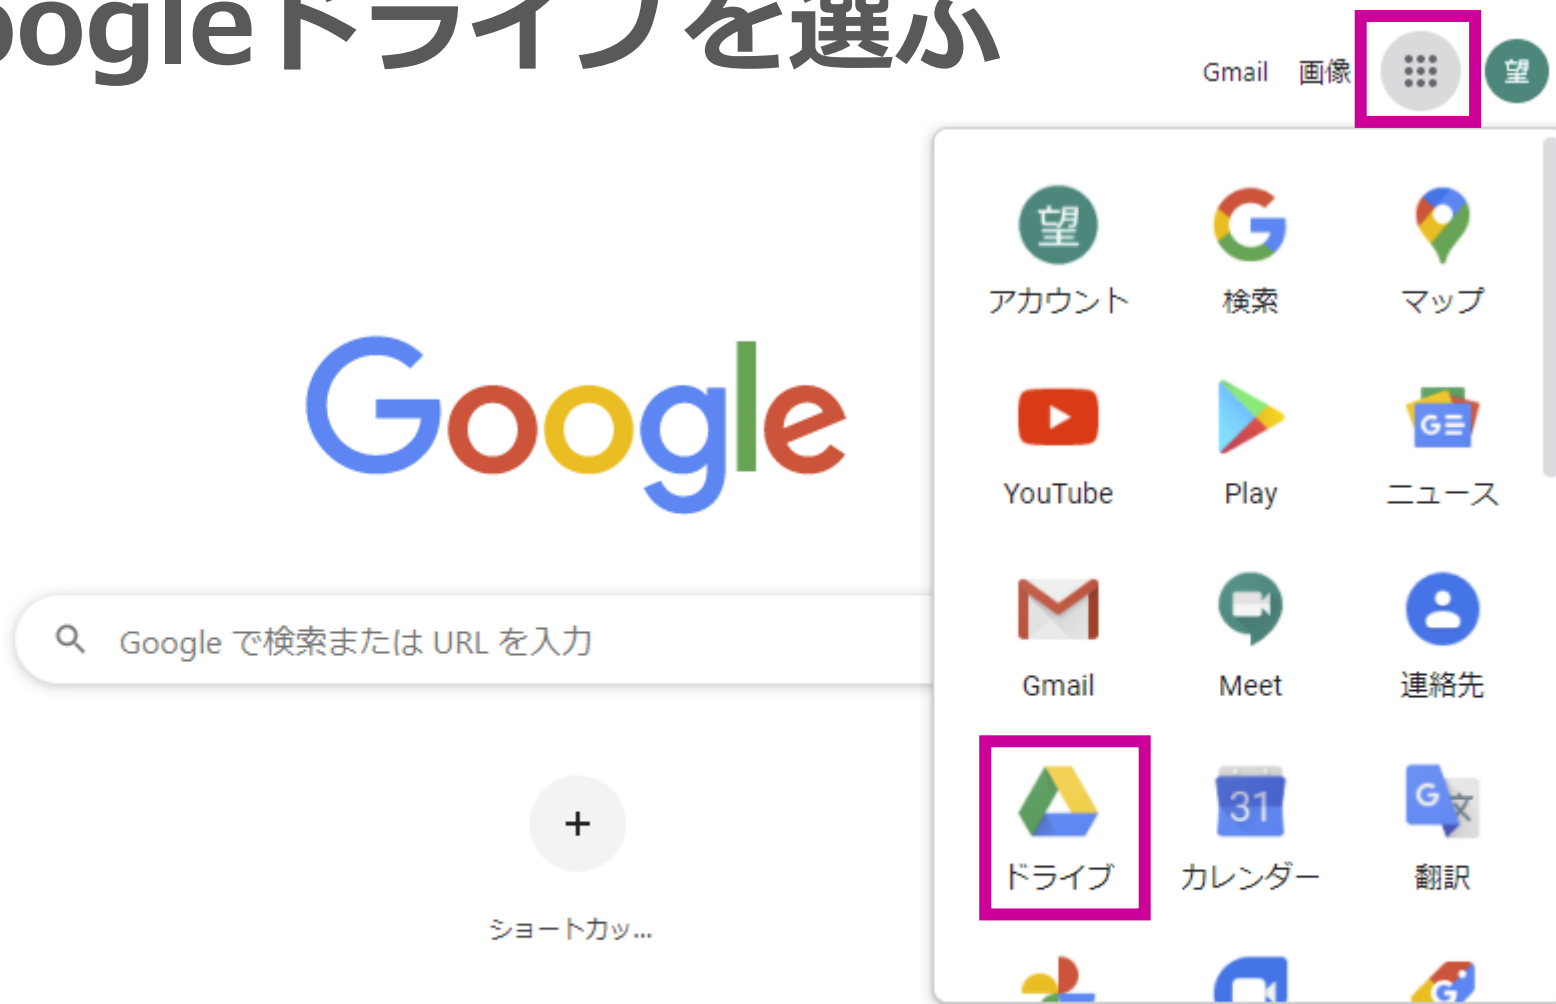 oogleドライブを選ぶ
Gmail 画像 望
望
アカウント 検索 マップ
Google
GE
YouTube Play ニュース
Google で検索または URL を入力
Gmail Meet 連絡先
+
31 G 文
ドライブ カレンダー 翻訳
ショートカッ...
G